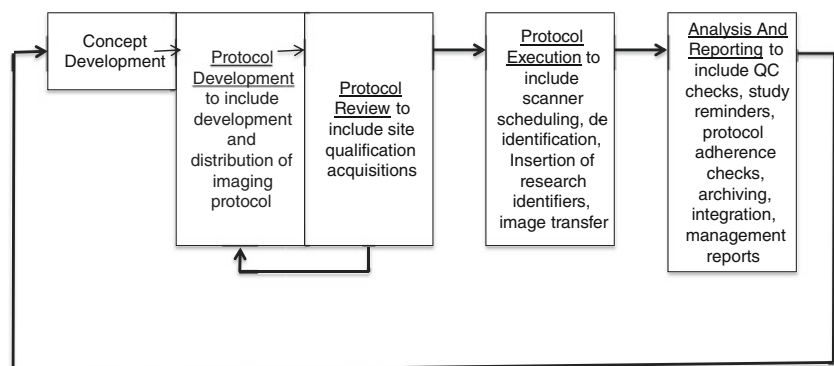 Concept
Development
Protocol
Development
to include
development
and
distribution of
imaging
protocol
Protocol
Review to
include site
qualification
acquisitions
Protocol
Execution to
include
scanner
scheduling, de
identification,
Insertion of
research
identifiers,
image transfer
Analysis And
Reporting to
include QC
checks, study
reminders,
protocol
adherence
checks,
archiving,
integration,
management
reports